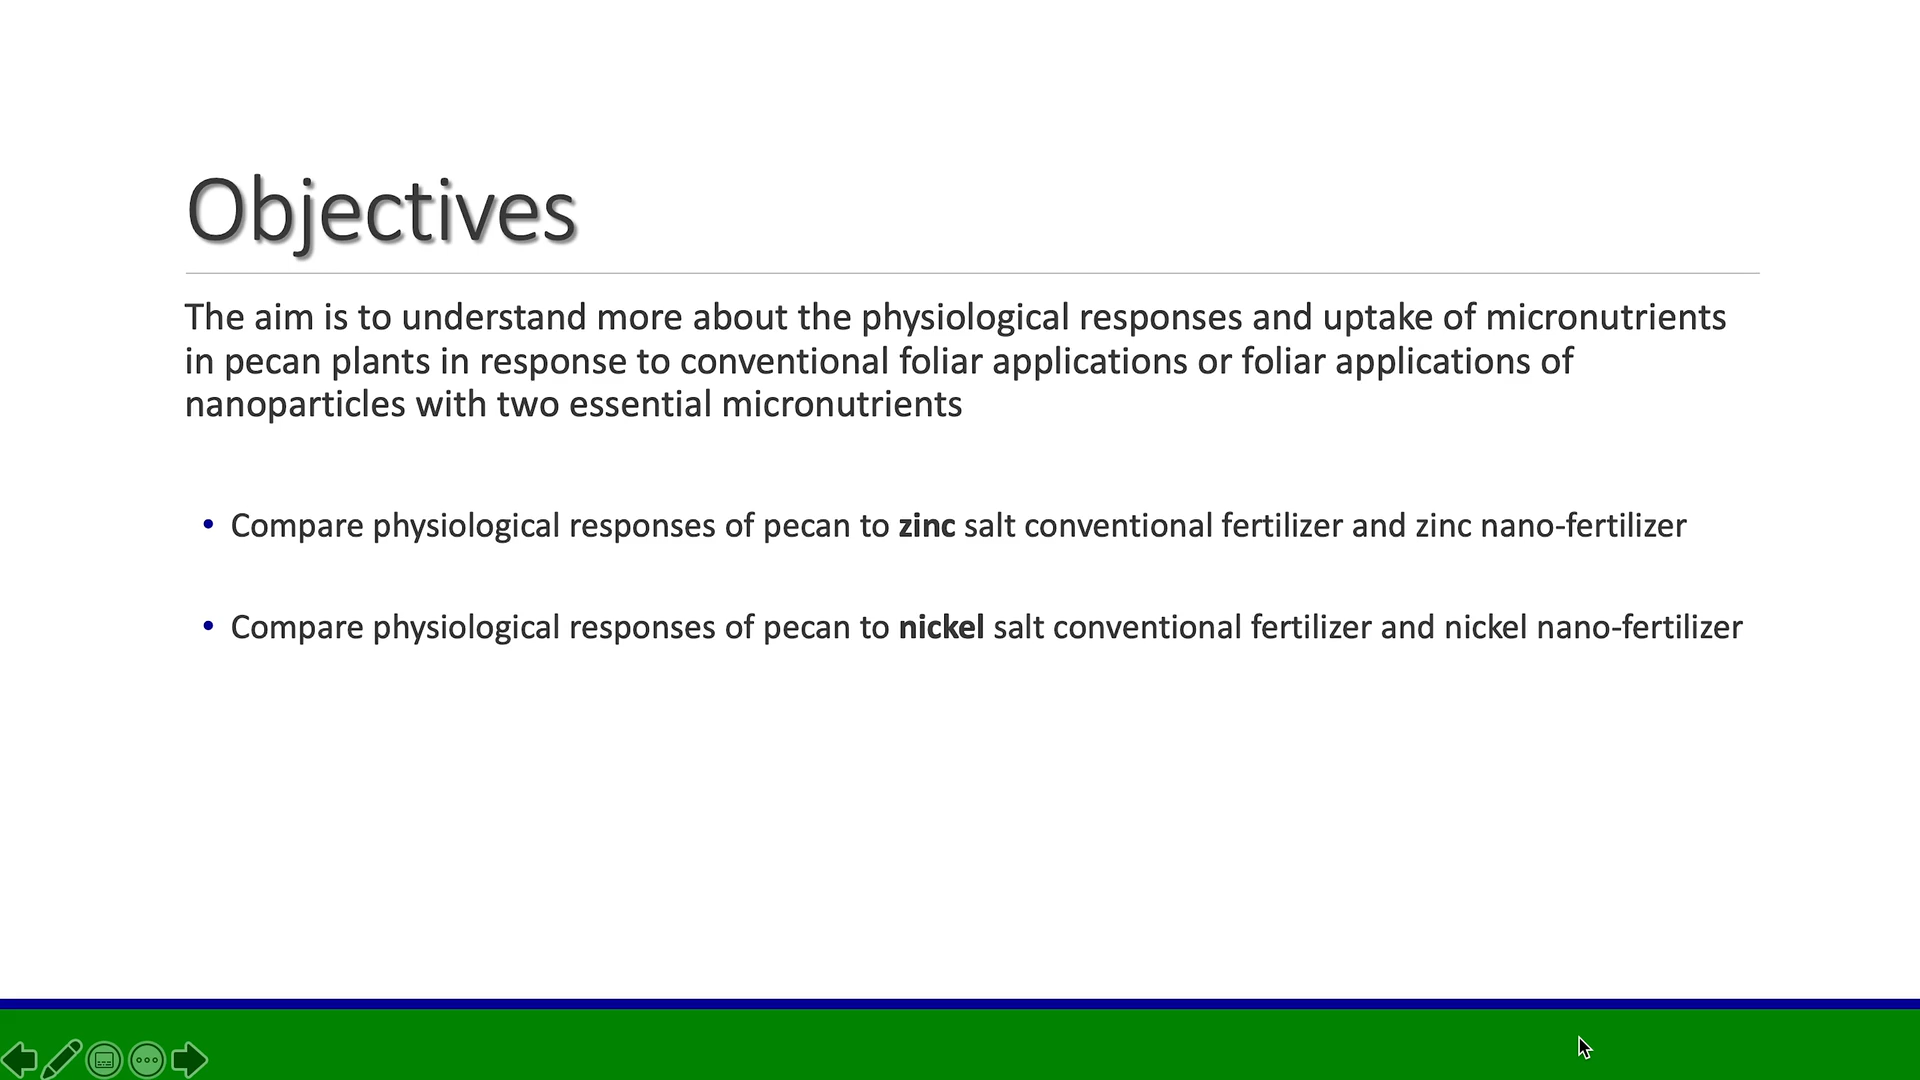 Objectives
The aim is to understand more about the physiological responses and uptake of micronutrients
in pecan plants in response to conventional foliar applications or foliar applications of
nanoparticles with two essential micronutrients
• Compare physiological responses of pecan to zinc salt conventional fertilizer and zinc nano-fertilizer
• Compare physiological responses of pecan to nickel salt conventional fertilizer and nickel nano-fertilizer